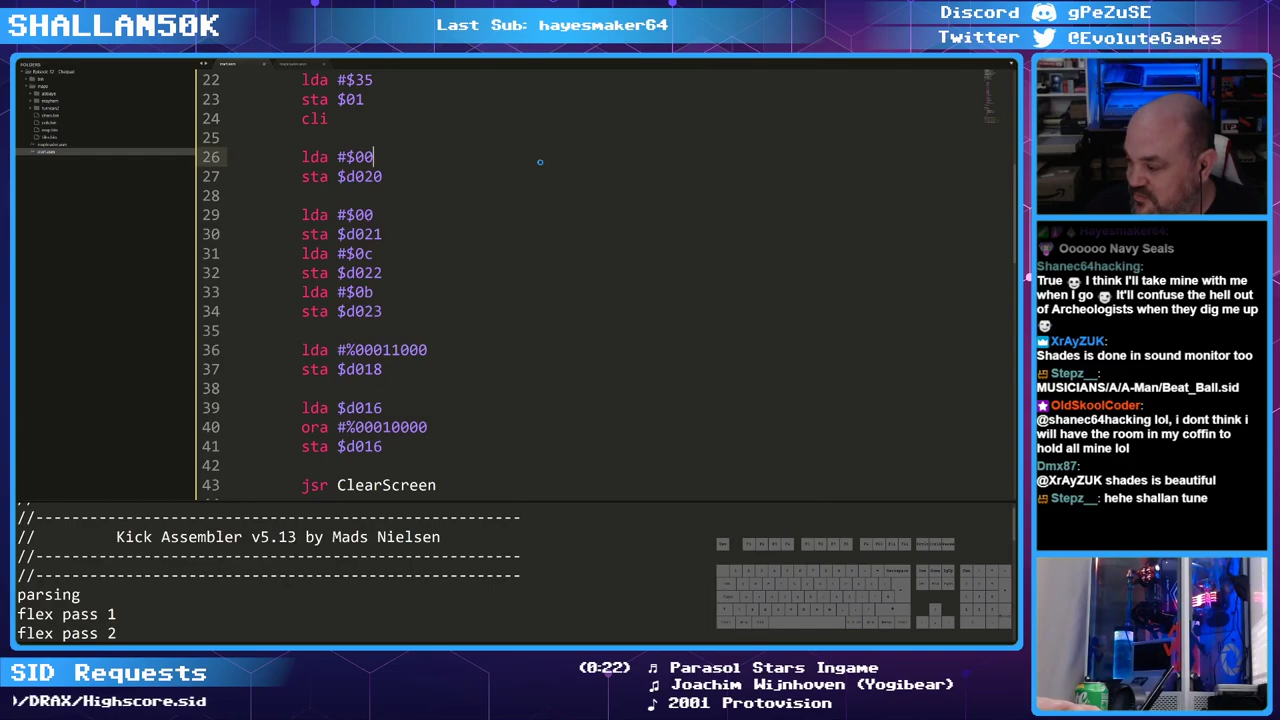 SHALLAN50K
Last Sub: hayesmaker64
Discord gPeZuSE
Twitter @EvoluteGames
FOLDERS
22 lda #$35
23 sta $01
24 cli
25
26 lda #$00
27 sta $d020
28
29 lda #$00
30 sta $d021
31 lda #$0c
32 sta $d022
33 lda #$0b
34 sta $d023
35
36 lda #%00011000
37 sta $d018
38
39 lda $d016
40 ora #%00010000
41 sta $d016
42
43 jsr ClearScreen
//------------------------------------------------------
// Kick Assembler v5.13 by Mads Nielsen
//------------------------------------------------------
//------------------------------------------------------
parsing
flex pass 1
flex pass 2
Hayesmaker64:
Oooooo Navy Seals
Shanec64hacking:
True I think I'll take mine with me
when I go It'll confuse the hell out
of Archeologists when they dig me up
XrAyZUK:
Shades is done in sound monitor too
Stepz__:
MUSICIANS/A/A-Man/Beat_Ball.sid
OldSkoolCoder:
@shanec64hacking lol, i dont think i
will have the room in my coffin to
hold all mine lol
Dmx87:
@XrAyZUK shades is beautiful
Stepz__: hehe shallan tune
SID Requests
)/DRAX/Highscore.sid
(0:22) ♫ Parasol Stars Ingame
♫ Joachim Wijnhoven (Yogibear)
♪ 2001 Protovision